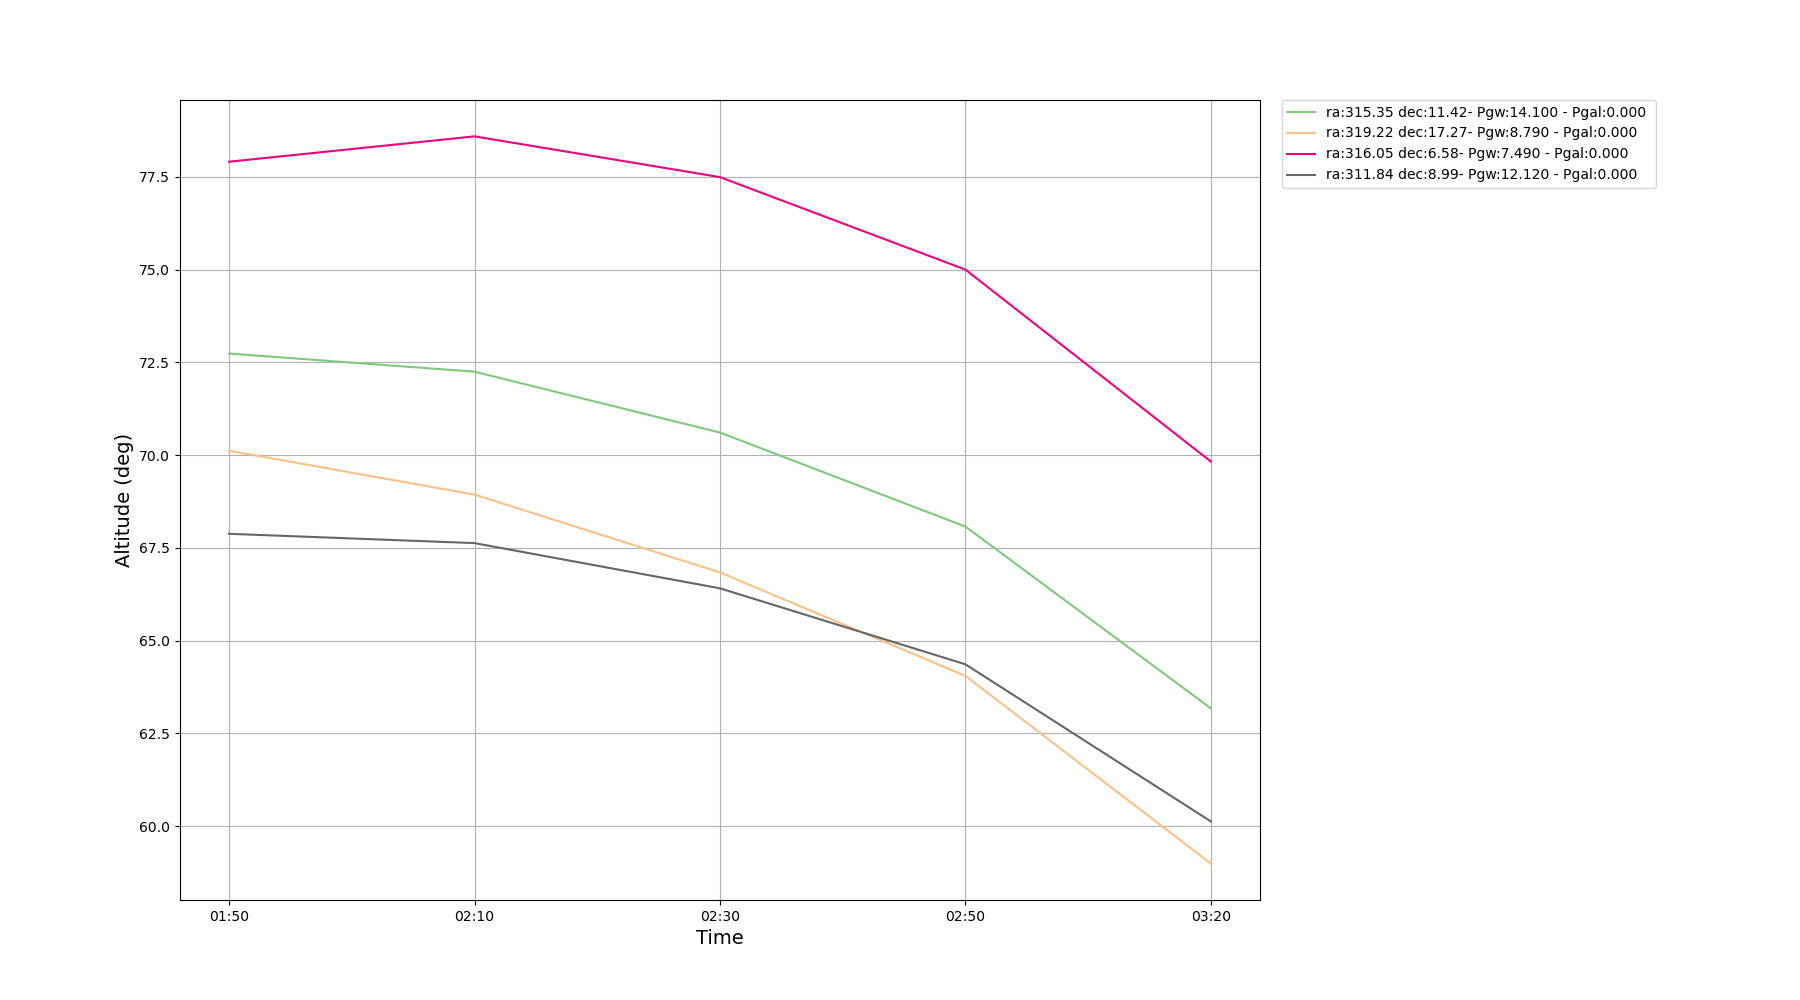 ra:315.35 dec:11.42- Pgw:14.100 - Pgal:0.000
ra:319.22 dec:17.27- Pgw:8.790 - Pgal:0.000
ra:316.05 dec:6.58- Pgw:7.490 - Pgal:0.000
ra:311.84 dec:8.99- Pgw:12.120 - Pgal:0.000
77.5
75.0
72.5
70.0
67.5
65.0
62.5
60.0
Altitude (deg)
01:50 02:10 02:30 02:50 03:20
Time